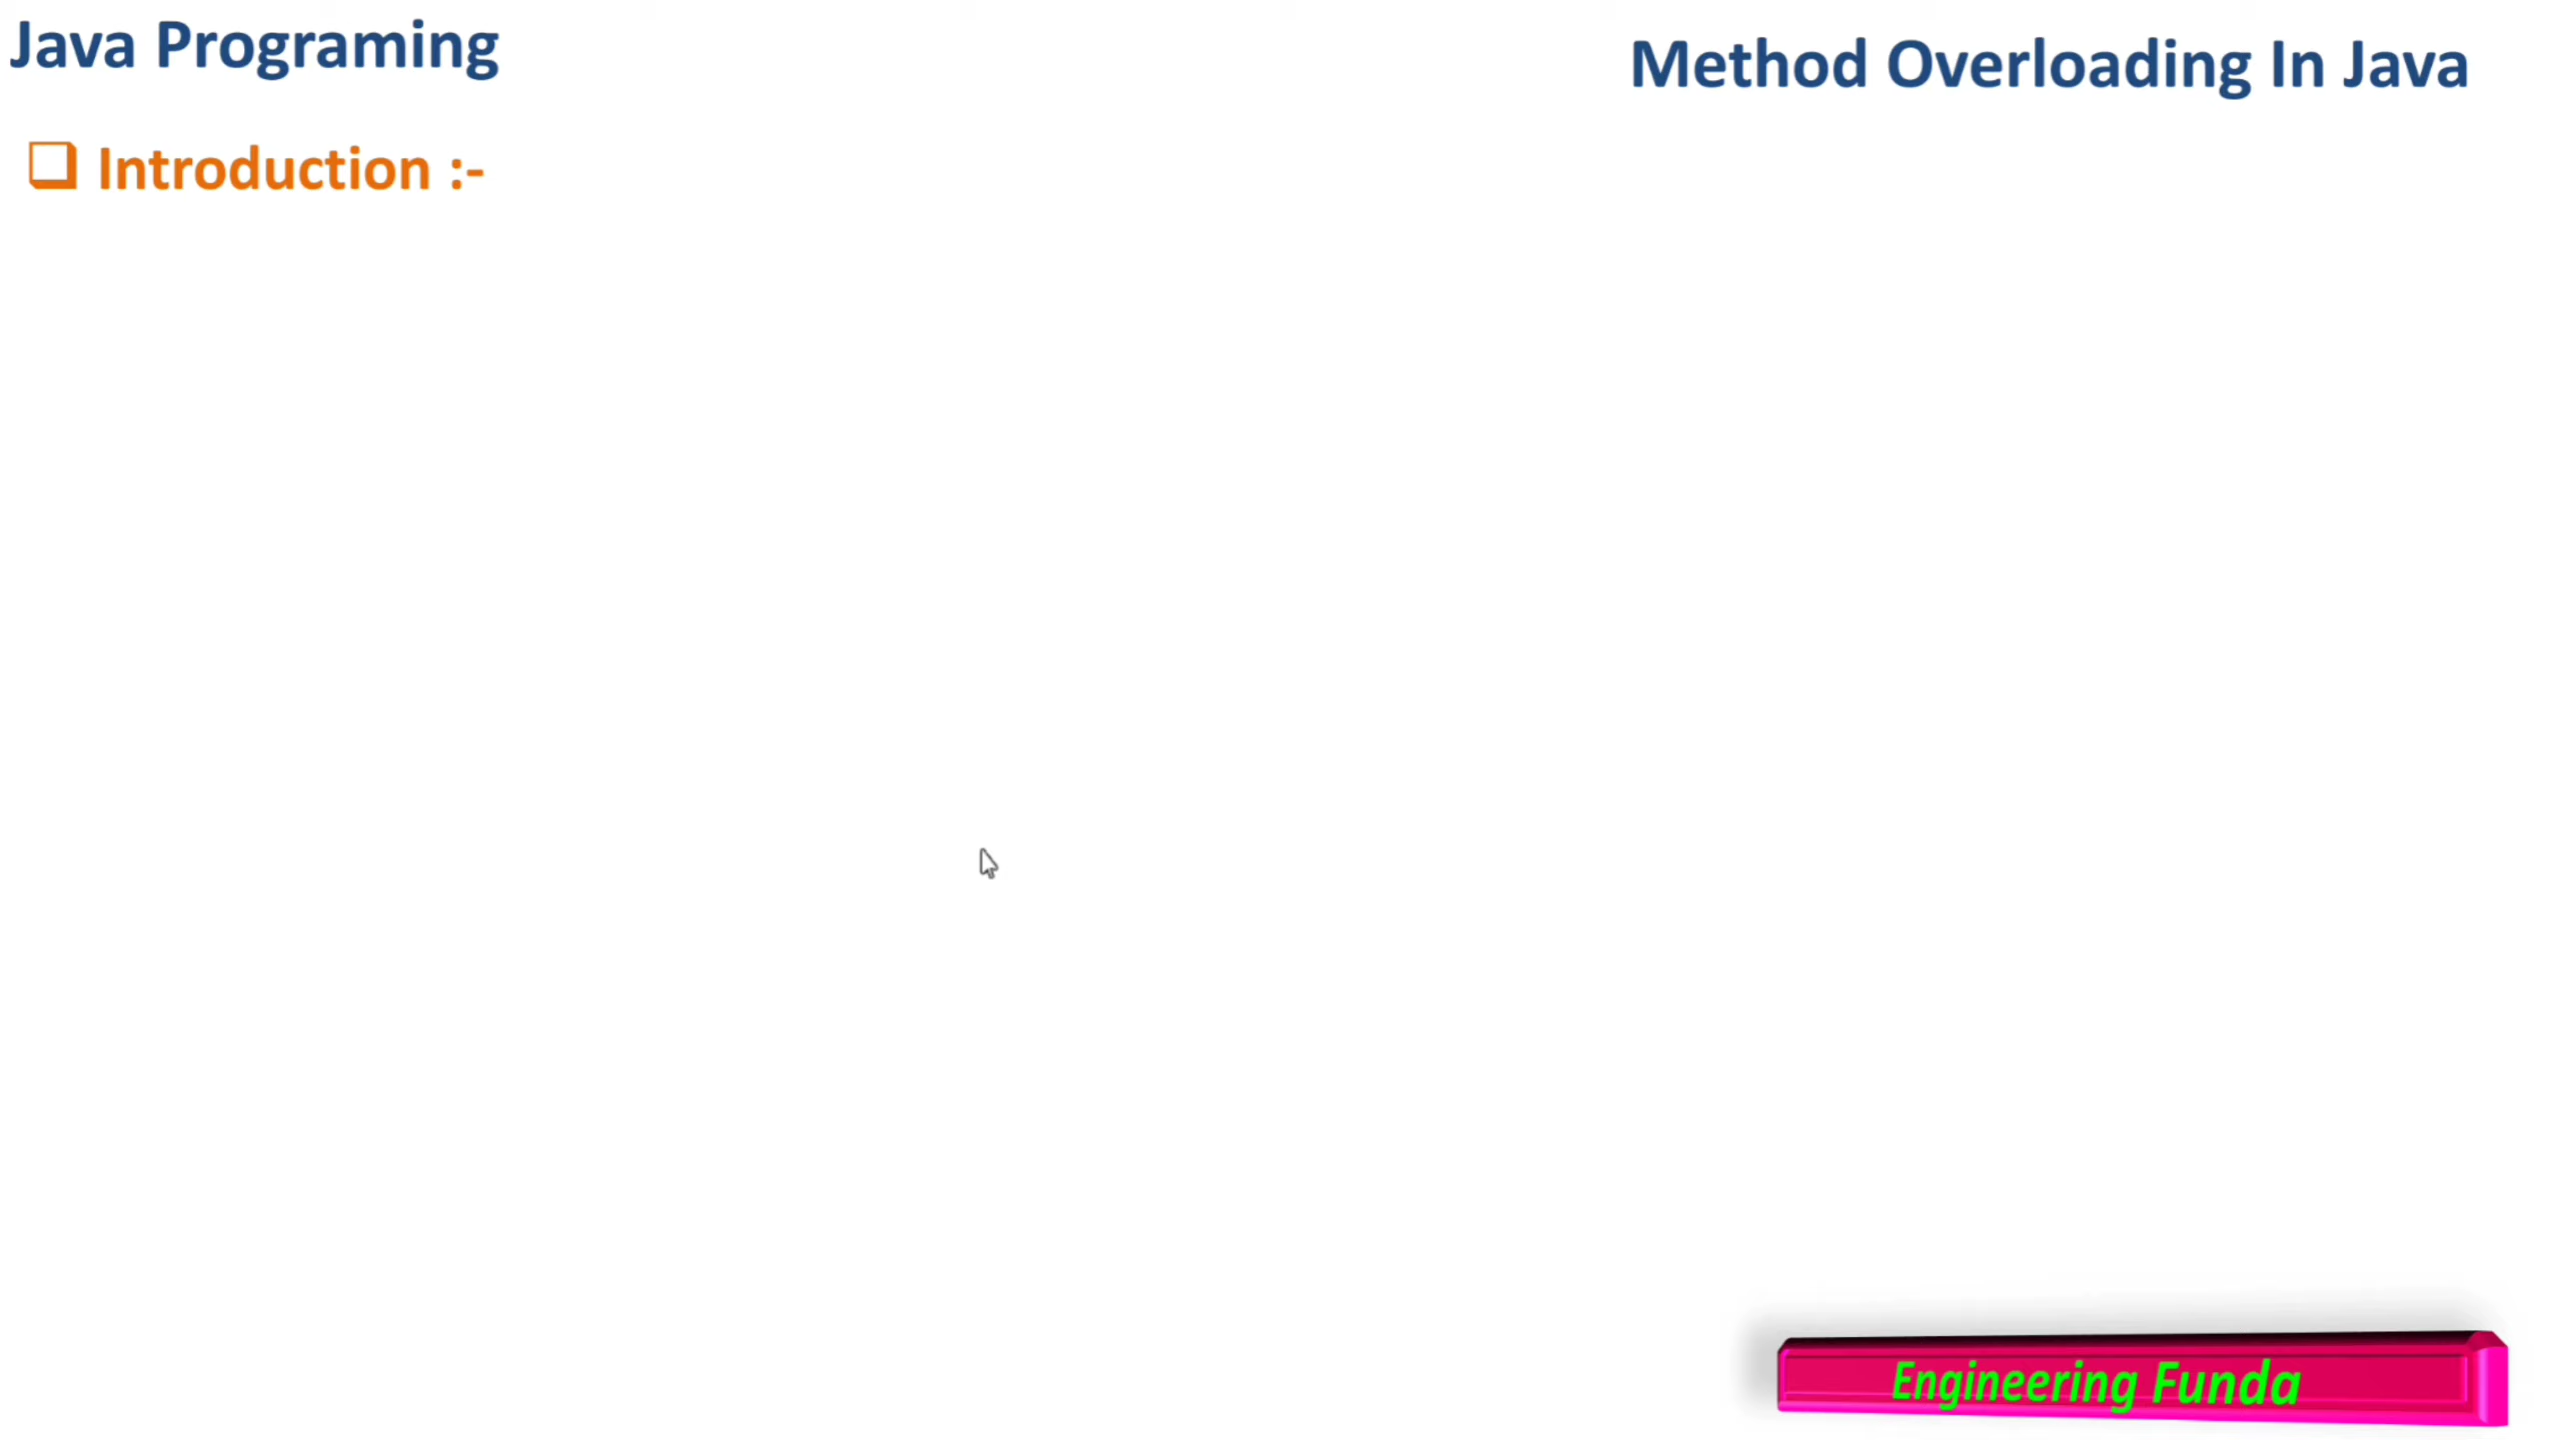 Java Programing
Method Overloading In Java
❑ Introduction :-
Engineering Funda